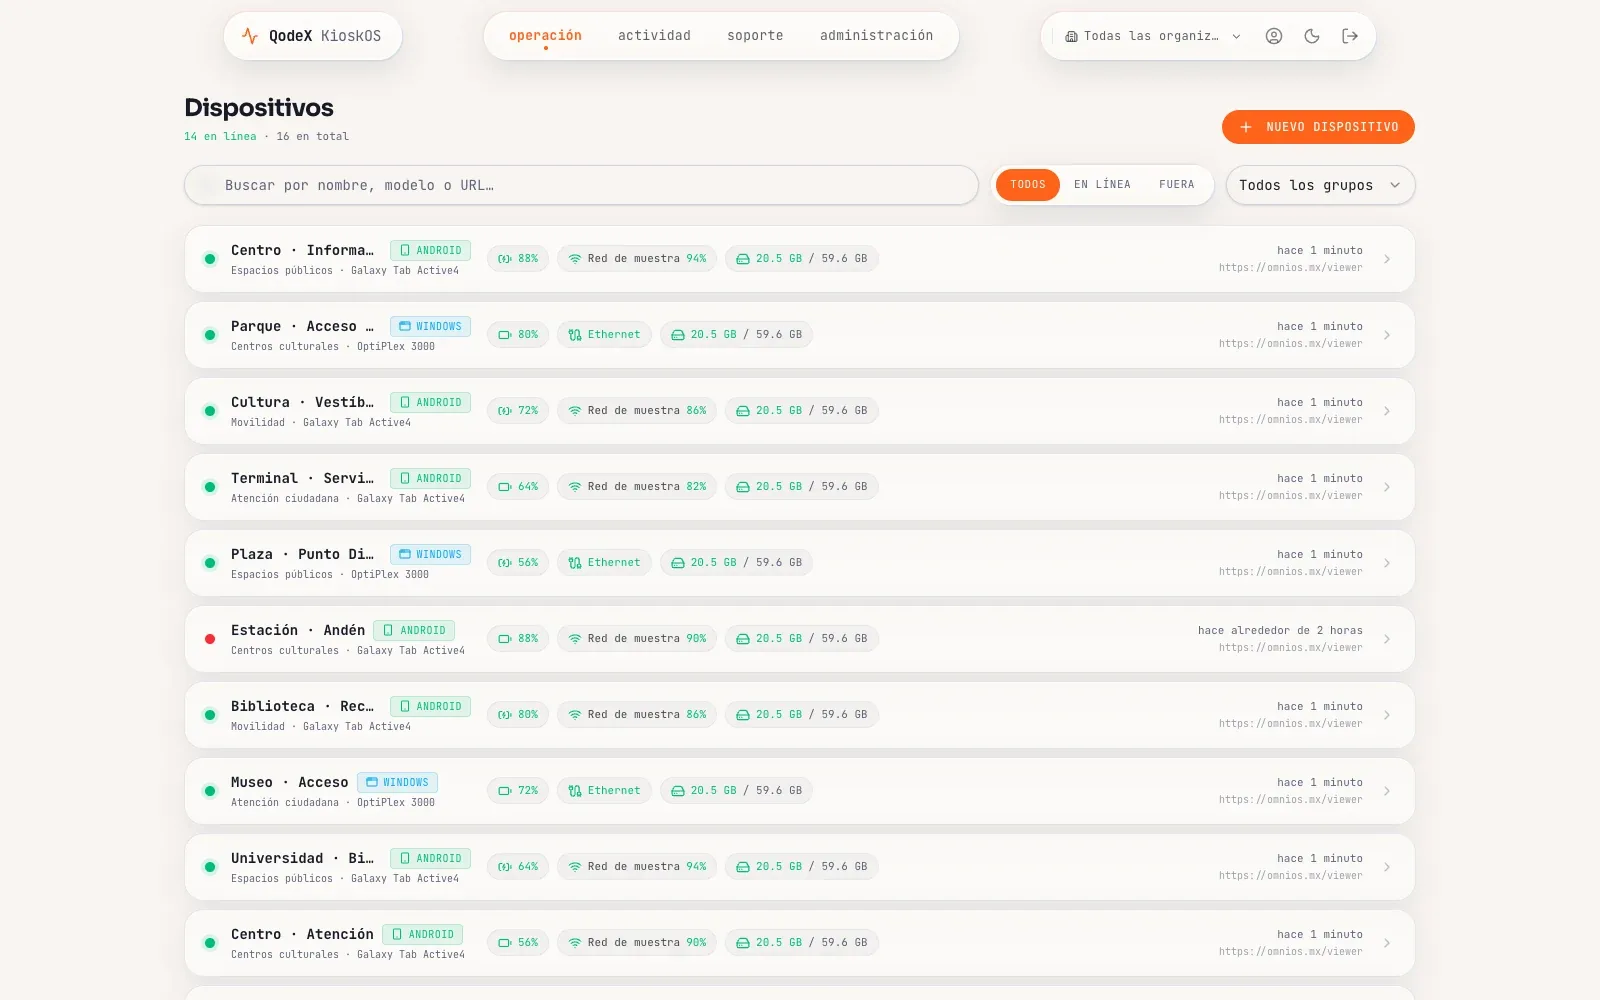 QodeX KioskOS
operación actividad soporte administración
Todas las organiz…
Dispositivos
14 en línea · 16 en total
+ NUEVO DISPOSITIVO
Buscar por nombre, modelo o URL…
TODOS EN LÍNEA FUERA
Todos los grupos
Centro · Informa… ANDROID
Espacios públicos · Galaxy Tab Active4
88% Red de muestra 94% 20.5 GB / 59.6 GB
hace 1 minuto
https://omnios.mx/viewer
Parque · Acceso … WINDOWS
Centros culturales · OptiPlex 3000
80% Ethernet 20.5 GB / 59.6 GB
hace 1 minuto
https://omnios.mx/viewer
Cultura · Vestíb… ANDROID
Movilidad · Galaxy Tab Active4
72% Red de muestra 86% 20.5 GB / 59.6 GB
hace 1 minuto
https://omnios.mx/viewer
Terminal · Servi… ANDROID
Atención ciudadana · Galaxy Tab Active4
64% Red de muestra 82% 20.5 GB / 59.6 GB
hace 1 minuto
https://omnios.mx/viewer
Plaza · Punto Di… WINDOWS
Espacios públicos · OptiPlex 3000
56% Ethernet 20.5 GB / 59.6 GB
hace 1 minuto
https://omnios.mx/viewer
Estación · Andén ANDROID
Centros culturales · Galaxy Tab Active4
88% Red de muestra 90% 20.5 GB / 59.6 GB
hace alrededor de 2 horas
https://omnios.mx/viewer
Biblioteca · Rec… ANDROID
Movilidad · Galaxy Tab Active4
80% Red de muestra 86% 20.5 GB / 59.6 GB
hace 1 minuto
https://omnios.mx/viewer
Museo · Acceso WINDOWS
Atención ciudadana · OptiPlex 3000
72% Ethernet 20.5 GB / 59.6 GB
hace 1 minuto
https://omnios.mx/viewer
Universidad · Bi… ANDROID
Espacios públicos · Galaxy Tab Active4
64% Red de muestra 94% 20.5 GB / 59.6 GB
hace 1 minuto
https://omnios.mx/viewer
Centro · Atención ANDROID
Centros culturales · Galaxy Tab Active4
56% Red de muestra 90% 20.5 GB / 59.6 GB
hace 1 minuto
https://omnios.mx/viewer